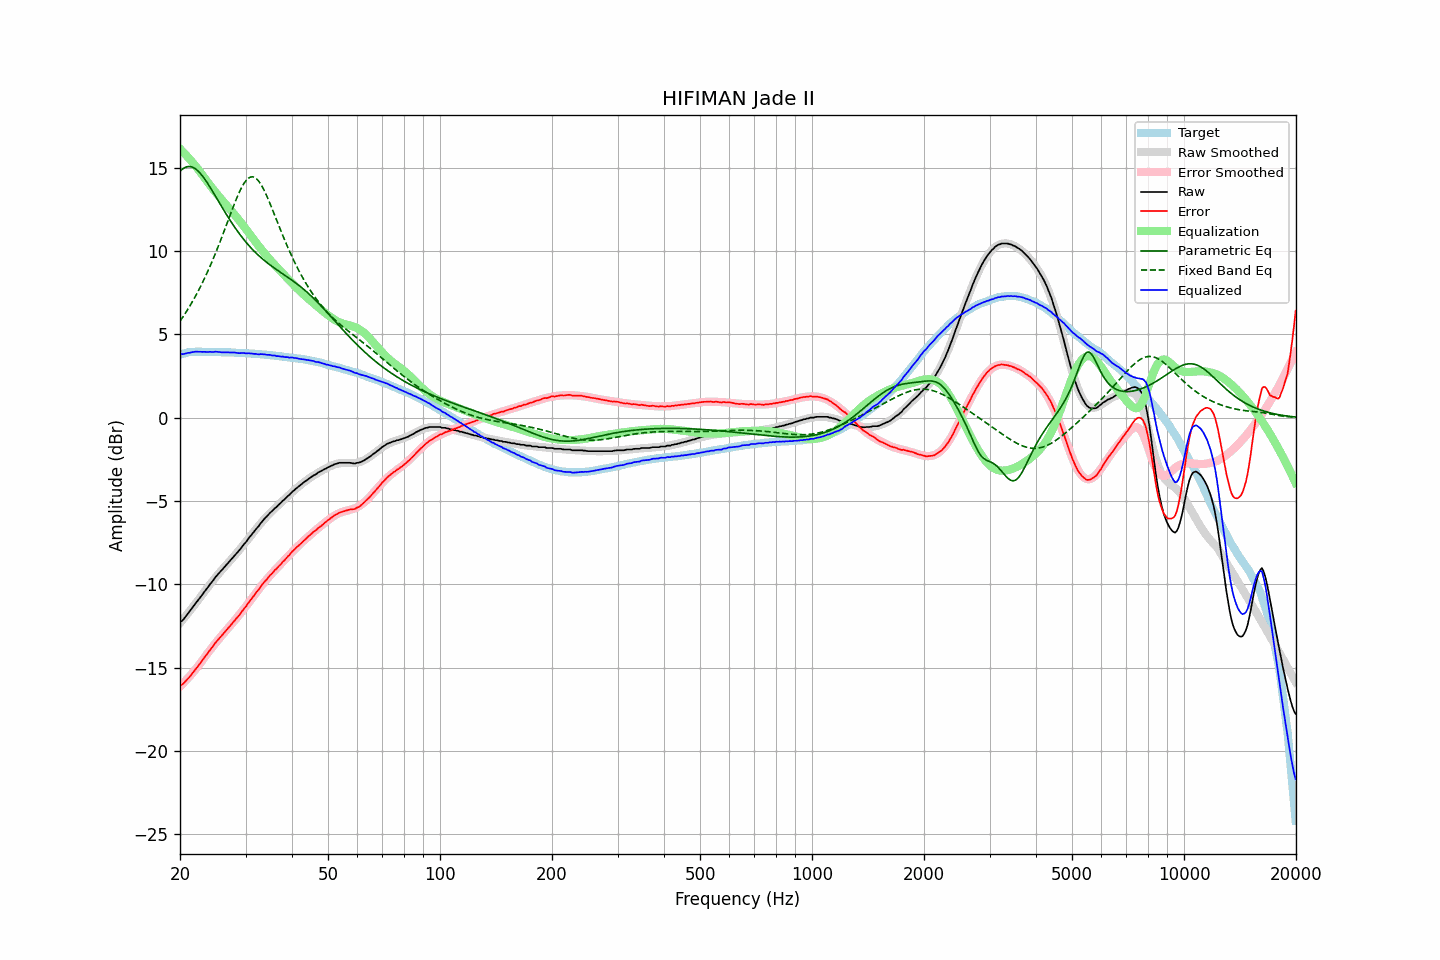 HIFIMAN Jade II
Target
Raw Smoothed
Error Smoothed
Raw
Error
Equalization
Parametric Eq
Fixed Band Eq
Equalized
15
10
5
0
−5
−10
−15
−20
−25
Amplitude (dBr)
20 50 100 200 500 1000 2000 5000 10000 20000
Frequency (Hz)